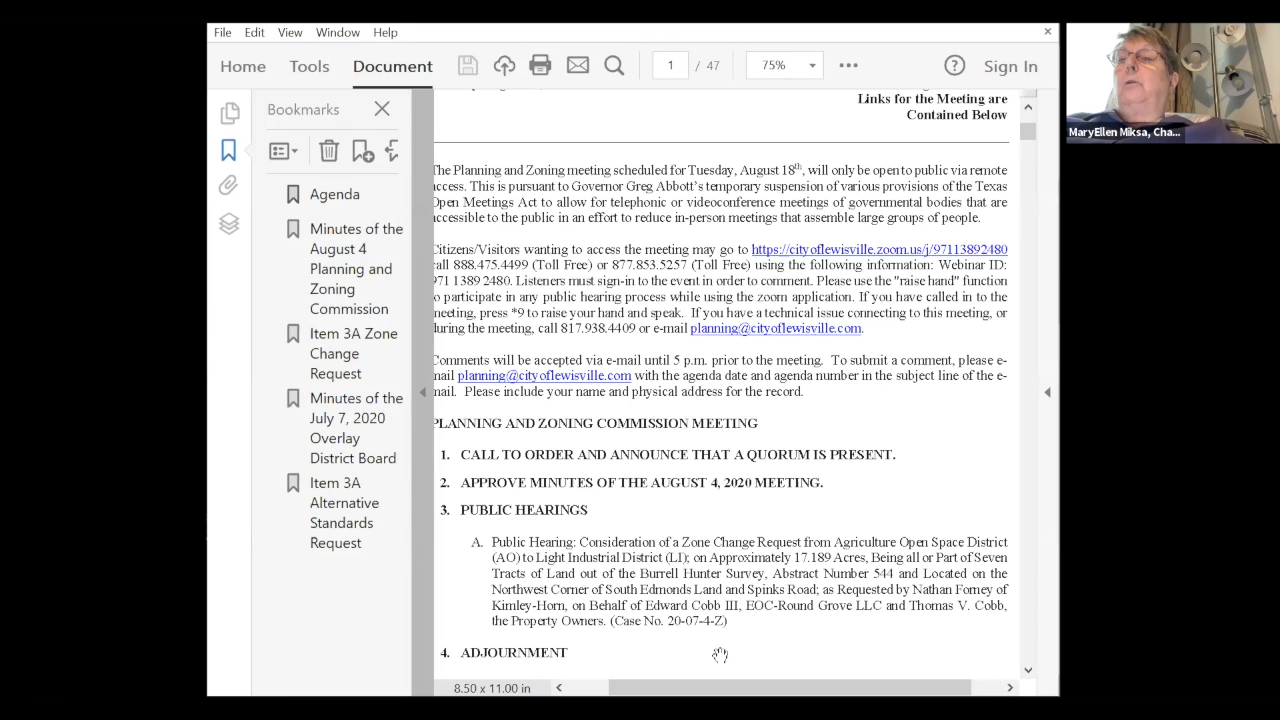 File Edit View Window Help
Home Tools Document
1 / 47
75%
Sign In
Bookmarks
Agenda
Minutes of the
August 4
Planning and
Zoning
Commission
Item 3A Zone
Change
Request
Minutes of the
July 7, 2020
Overlay
District Board
Item 3A
Alternative
Standards
Request
Links for the Meeting are
Contained Below
The Planning and Zoning meeting scheduled for Tuesday, August 18th, will only be open to public via remote
access. This is pursuant to Governor Greg Abbott's temporary suspension of various provisions of the Texas
Open Meetings Act to allow for telephonic or videoconference meetings of governmental bodies that are
accessible to the public in an effort to reduce in-person meetings that assemble large groups of people.
Citizens/Visitors wanting to access the meeting may go to https://cityoflewisville.zoom.us/j/97113892480
call 888.475.4499 (Toll Free) or 877.853.5257 (Toll Free) using the following information: Webinar ID:
971 1389 2480. Listeners must sign-in to the event in order to comment. Please use the "raise hand" function
to participate in any public hearing process while using the zoom application. If you have called in to the
meeting, press *9 to raise your hand and speak. If you have a technical issue connecting to this meeting, or
during the meeting, call 817.938.4409 or e-mail planning@cityoflewisville.com.
Comments will be accepted via e-mail until 5 p.m. prior to the meeting. To submit a comment, please e-
mail planning@cityoflewisville.com with the agenda date and agenda number in the subject line of the e-
mail. Please include your name and physical address for the record.
PLANNING AND ZONING COMMISSION MEETING
1. CALL TO ORDER AND ANNOUNCE THAT A QUORUM IS PRESENT.
2. APPROVE MINUTES OF THE AUGUST 4, 2020 MEETING.
3. PUBLIC HEARINGS
A. Public Hearing: Consideration of a Zone Change Request from Agriculture Open Space District
(AO) to Light Industrial District (LI); on Approximately 17.189 Acres, Being all or Part of Seven
Tracts of Land out of the Burrell Hunter Survey, Abstract Number 544 and Located on the
Northwest Corner of South Edmonds Land and Spinks Road; as Requested by Nathan Forney of
Kimley-Horn, on Behalf of Edward Cobb III, EOC-Round Grove LLC and Thomas V. Cobb,
the Property Owners. (Case No. 20-07-4-Z)
4. ADJOURNMENT
8.50 x 11.00 in
MaryEllen Miksa, Cha...